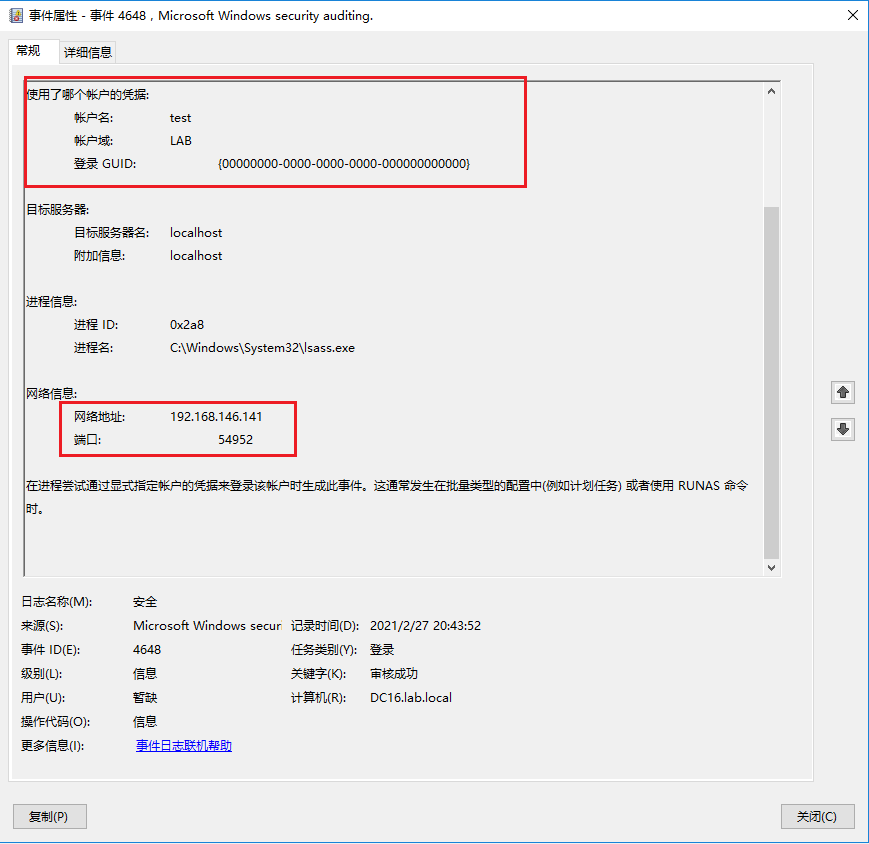 事件属性 - 事件 4648，Microsoft Windows security auditing.
常规 详细信息
使用了哪个帐户的凭据:
帐户名: test
帐户域: LAB
登录 GUID: {00000000-0000-0000-0000-000000000000}
目标服务器:
目标服务器名: localhost
附加信息: localhost
进程信息:
进程 ID: 0x2a8
进程名: C:\Windows\System32\lsass.exe
网络信息:
网络地址: 192.168.146.141
端口: 54952
在进程尝试通过显式指定帐户的凭据来登录该帐户时生成此事件。这通常发生在批量类型的配置中(例如计划任务) 或者使用 RUNAS 命令
时。
日志名称(M): 安全
来源(S): Microsoft Windows securi 记录时间(D): 2021/2/27 20:43:52
事件 ID(E): 4648 任务类别(Y): 登录
级别(L): 信息 关键字(K): 审核成功
用户(U): 暂缺 计算机(R): DC16.lab.local
操作代码(O): 信息
更多信息(I): 事件日志联机帮助
复制(P) 关闭(C)